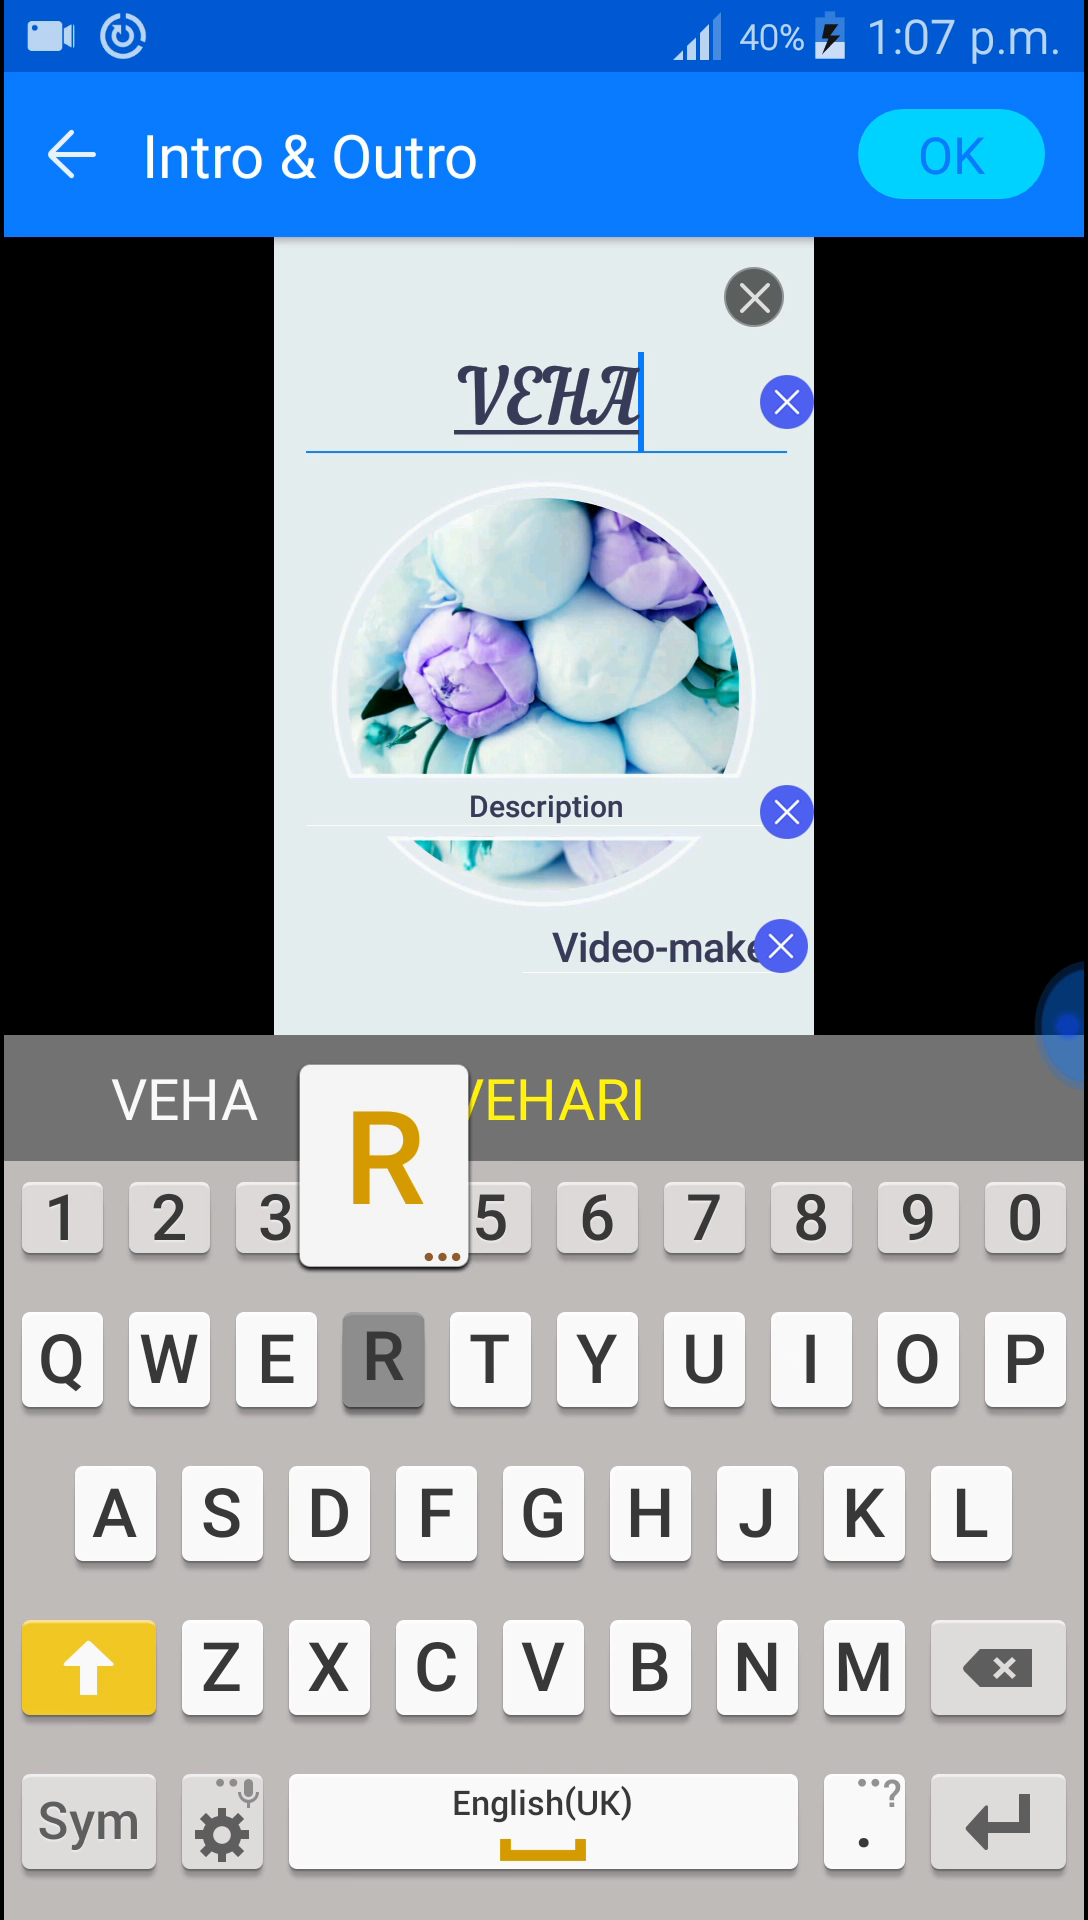 40% 1:07 p.m.
Intro & Outro OK
VEHA
Description
Video-make
VEHA VEHARI
R
1 2 3 5 6 7 8 9 0
Q W E R T Y U I O P
A S D F G H J K L
Z X C V B N M
Sym English(UK) . ?